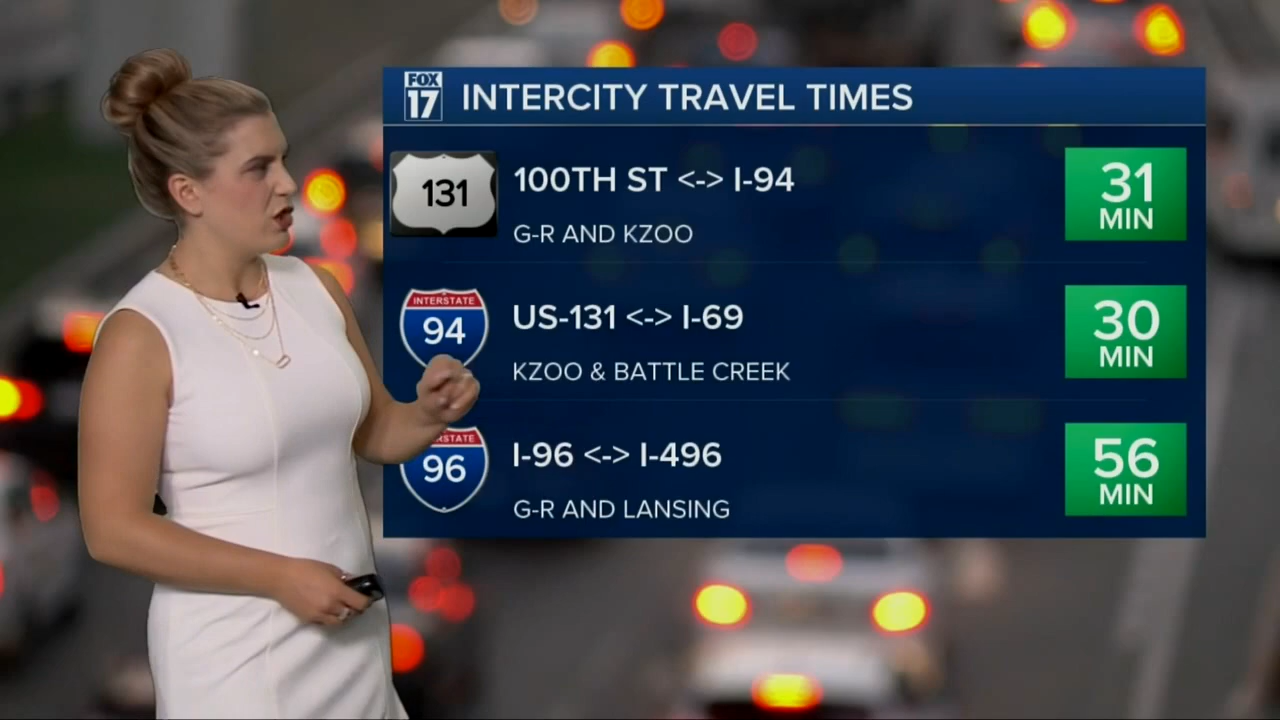 FOX
17
INTERCITY TRAVEL TIMES
131
100TH ST <-> I-94
G-R AND KZOO
31
MIN
INTERSTATE
94
US-131 <-> I-69
KZOO & BATTLE CREEK
30
MIN
RSTATE
96
I-96 <-> I-496
G-R AND LANSING
56
MIN